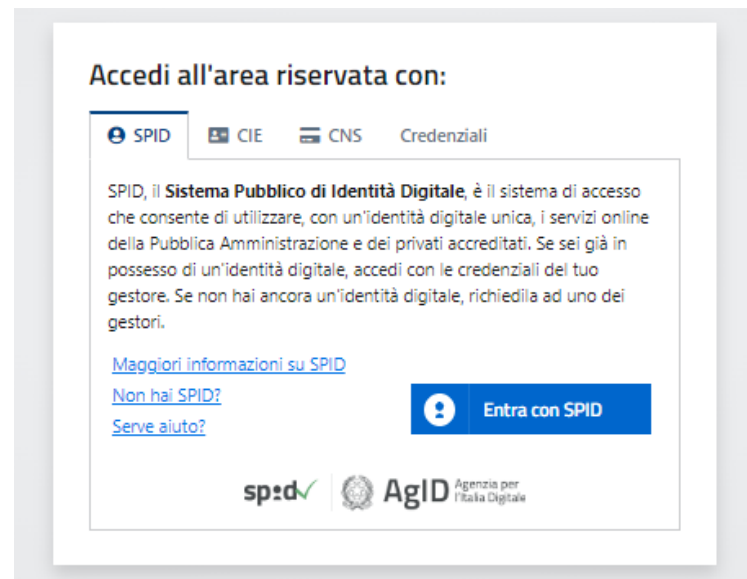 Accedi all'area riservata con:
SPID CIE CNS Credenziali
SPID, il Sistema Pubblico di Identità Digitale, è il sistema di accesso
che consente di utilizzare, con un'identità digitale unica, i servizi online
della Pubblica Amministrazione e dei privati accreditati. Se sei già in
possesso di un'identità digitale, accedi con le credenziali del tuo
gestore. Se non hai ancora un'identità digitale, richiedila ad uno dei
gestori.
Maggiori informazioni su SPID
Non hai SPID?
Serve aiuto?
Entra con SPID
spid AgID Agenzia per
l'Italia Digitale